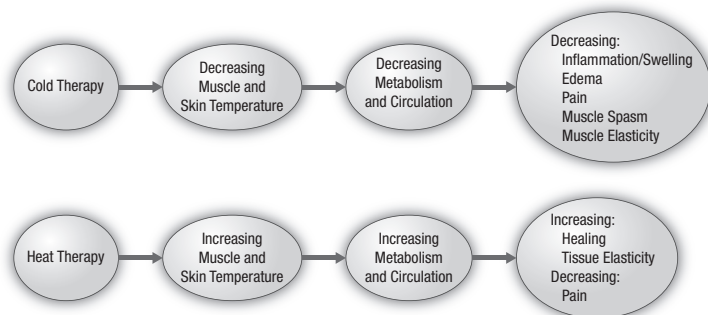 Cold Therapy
Decreasing
Muscle and
Skin Temperature
Decreasing
Metabolism
and Circulation
Decreasing:
Inflammation/Swelling
Edema
Pain
Muscle Spasm
Muscle Elasticity
Heat Therapy
Increasing
Muscle and
Skin Temperature
Increasing
Metabolism
and Circulation
Increasing:
Healing
Tissue Elasticity
Decreasing:
Pain